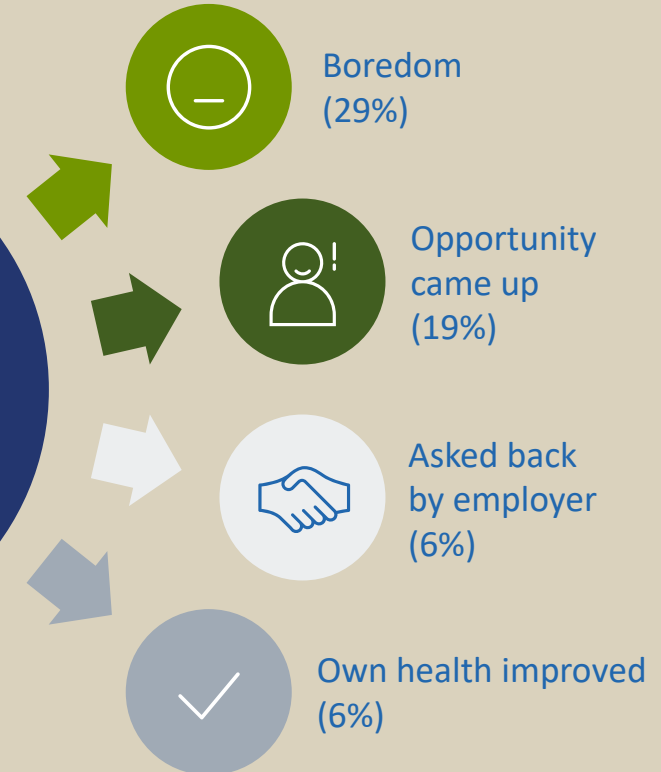 Boredom
(29%)
Opportunity
came up
(19%)
Asked back
by employer
(6%)
Own health improved
(6%)